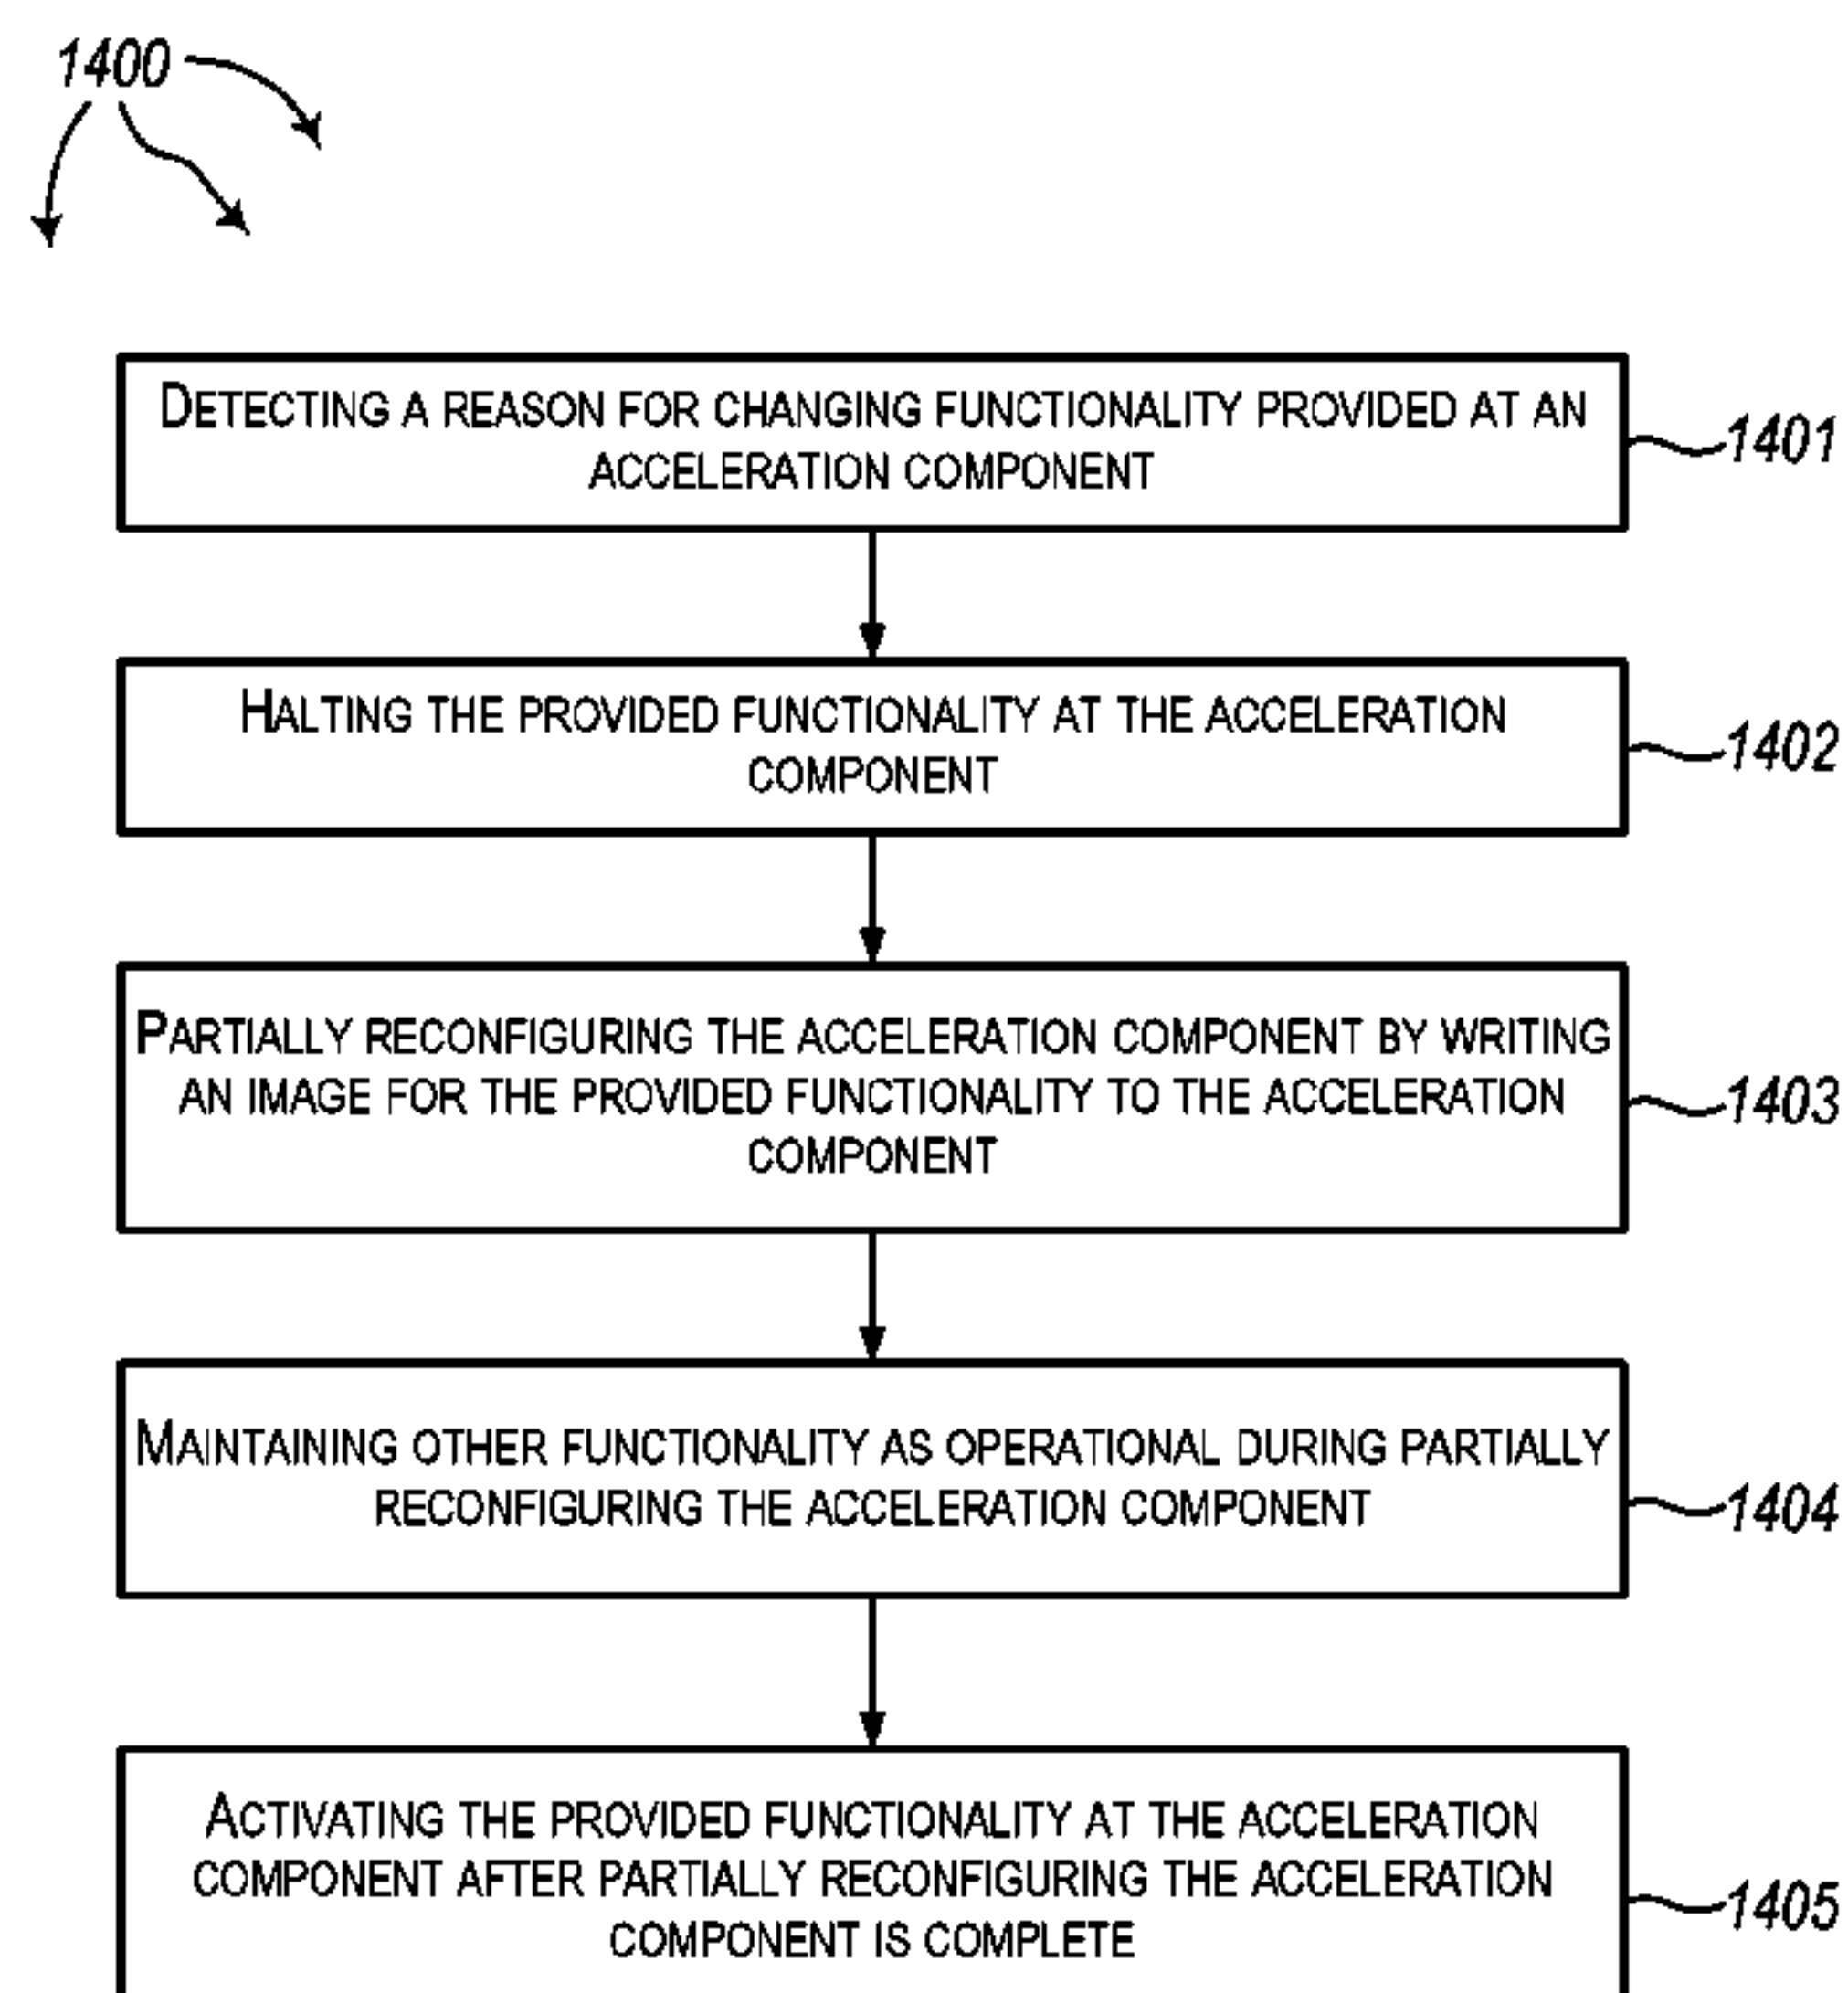 1400
DETECTING A REASON FOR CHANGING FUNCTIONALITY PROVIDED AT AN
ACCELERATION COMPONENT
1401
HALTING THE PROVIDED FUNCTIONALITY AT THE ACCELERATION
COMPONENT
1402
PARTIALLY RECONFIGURING THE ACCELERATION COMPONENT BY WRITING
AN IMAGE FOR THE PROVIDED FUNCTIONALITY TO THE ACCELERATION
COMPONENT
1403
MAINTAINING OTHER FUNCTIONALITY AS OPERATIONAL DURING PARTIALLY
RECONFIGURING THE ACCELERATION COMPONENT
1404
ACTIVATING THE PROVIDED FUNCTIONALITY AT THE ACCELERATION
COMPONENT AFTER PARTIALLY RECONFIGURING THE ACCELERATION
COMPONENT IS COMPLETE
1405